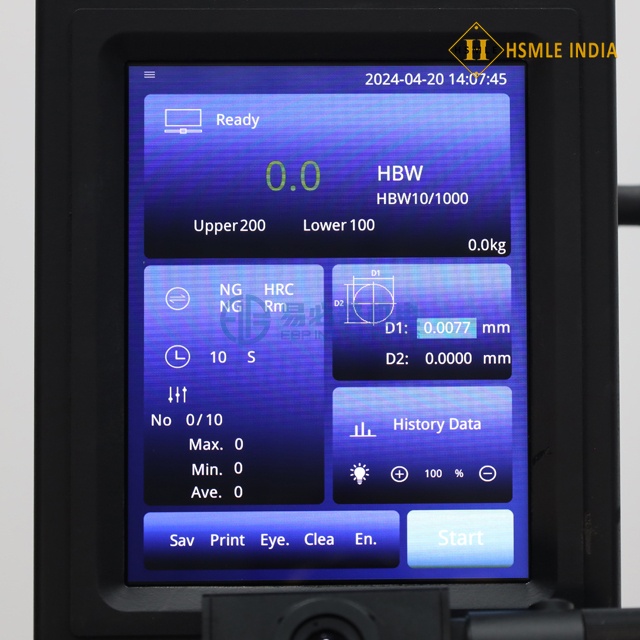 HSMLE INDIA
2024-04-20 14:07:45
Ready
0.0
HBW
HBW10/1000
Upper 200 Lower 100
0.0kg
NG HRC
NG Rm
10 S
No 0/10
Max. 0
Min. 0
Ave. 0
D1
D2
D1: 0.0077 mm
D2: 0.0000 mm
History Data
100 %
Sav Print Eye. Clea En.
Start